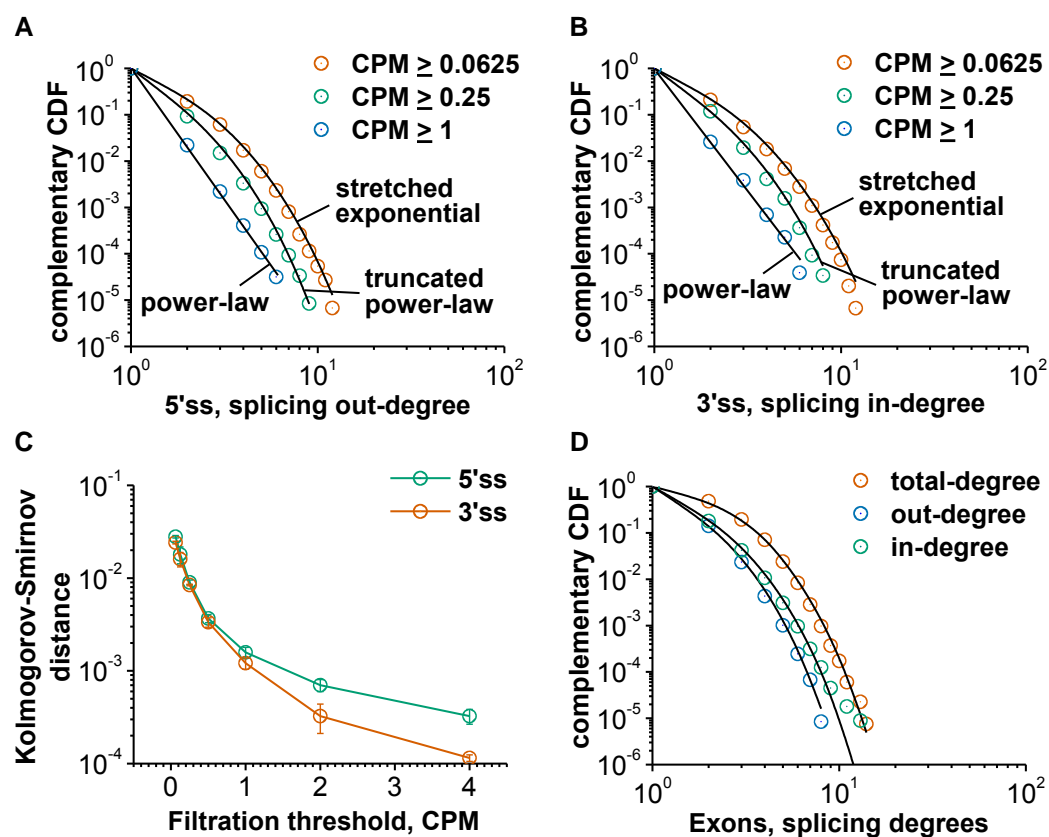 A
CPM ≥ 0.0625
CPM ≥ 0.25
CPM ≥ 1
complementary CDF
10^0
10^-1
10^-2
10^-3
10^-4
10^-5
10^-6
stretched
exponential
power-law
truncated
power-law
10^0
10^1
10^2
5'ss, splicing out-degree
B
CPM ≥ 0.0625
CPM ≥ 0.25
CPM ≥ 1
complementary CDF
10^0
10^-1
10^-2
10^-3
10^-4
10^-5
10^-6
stretched
exponential
power-law
truncated
power-law
10^0
10^1
10^2
3'ss, splicing in-degree
C
5'ss
3'ss
Kolmogorov-Smirnov
distance
10^-1
10^-2
10^-3
10^-4
0
1
2
3
4
Filtration threshold, CPM
D
total-degree
out-degree
in-degree
complementary CDF
10^0
10^-1
10^-2
10^-3
10^-4
10^-5
10^-6
10^0
10^1
10^2
Exons, splicing degrees